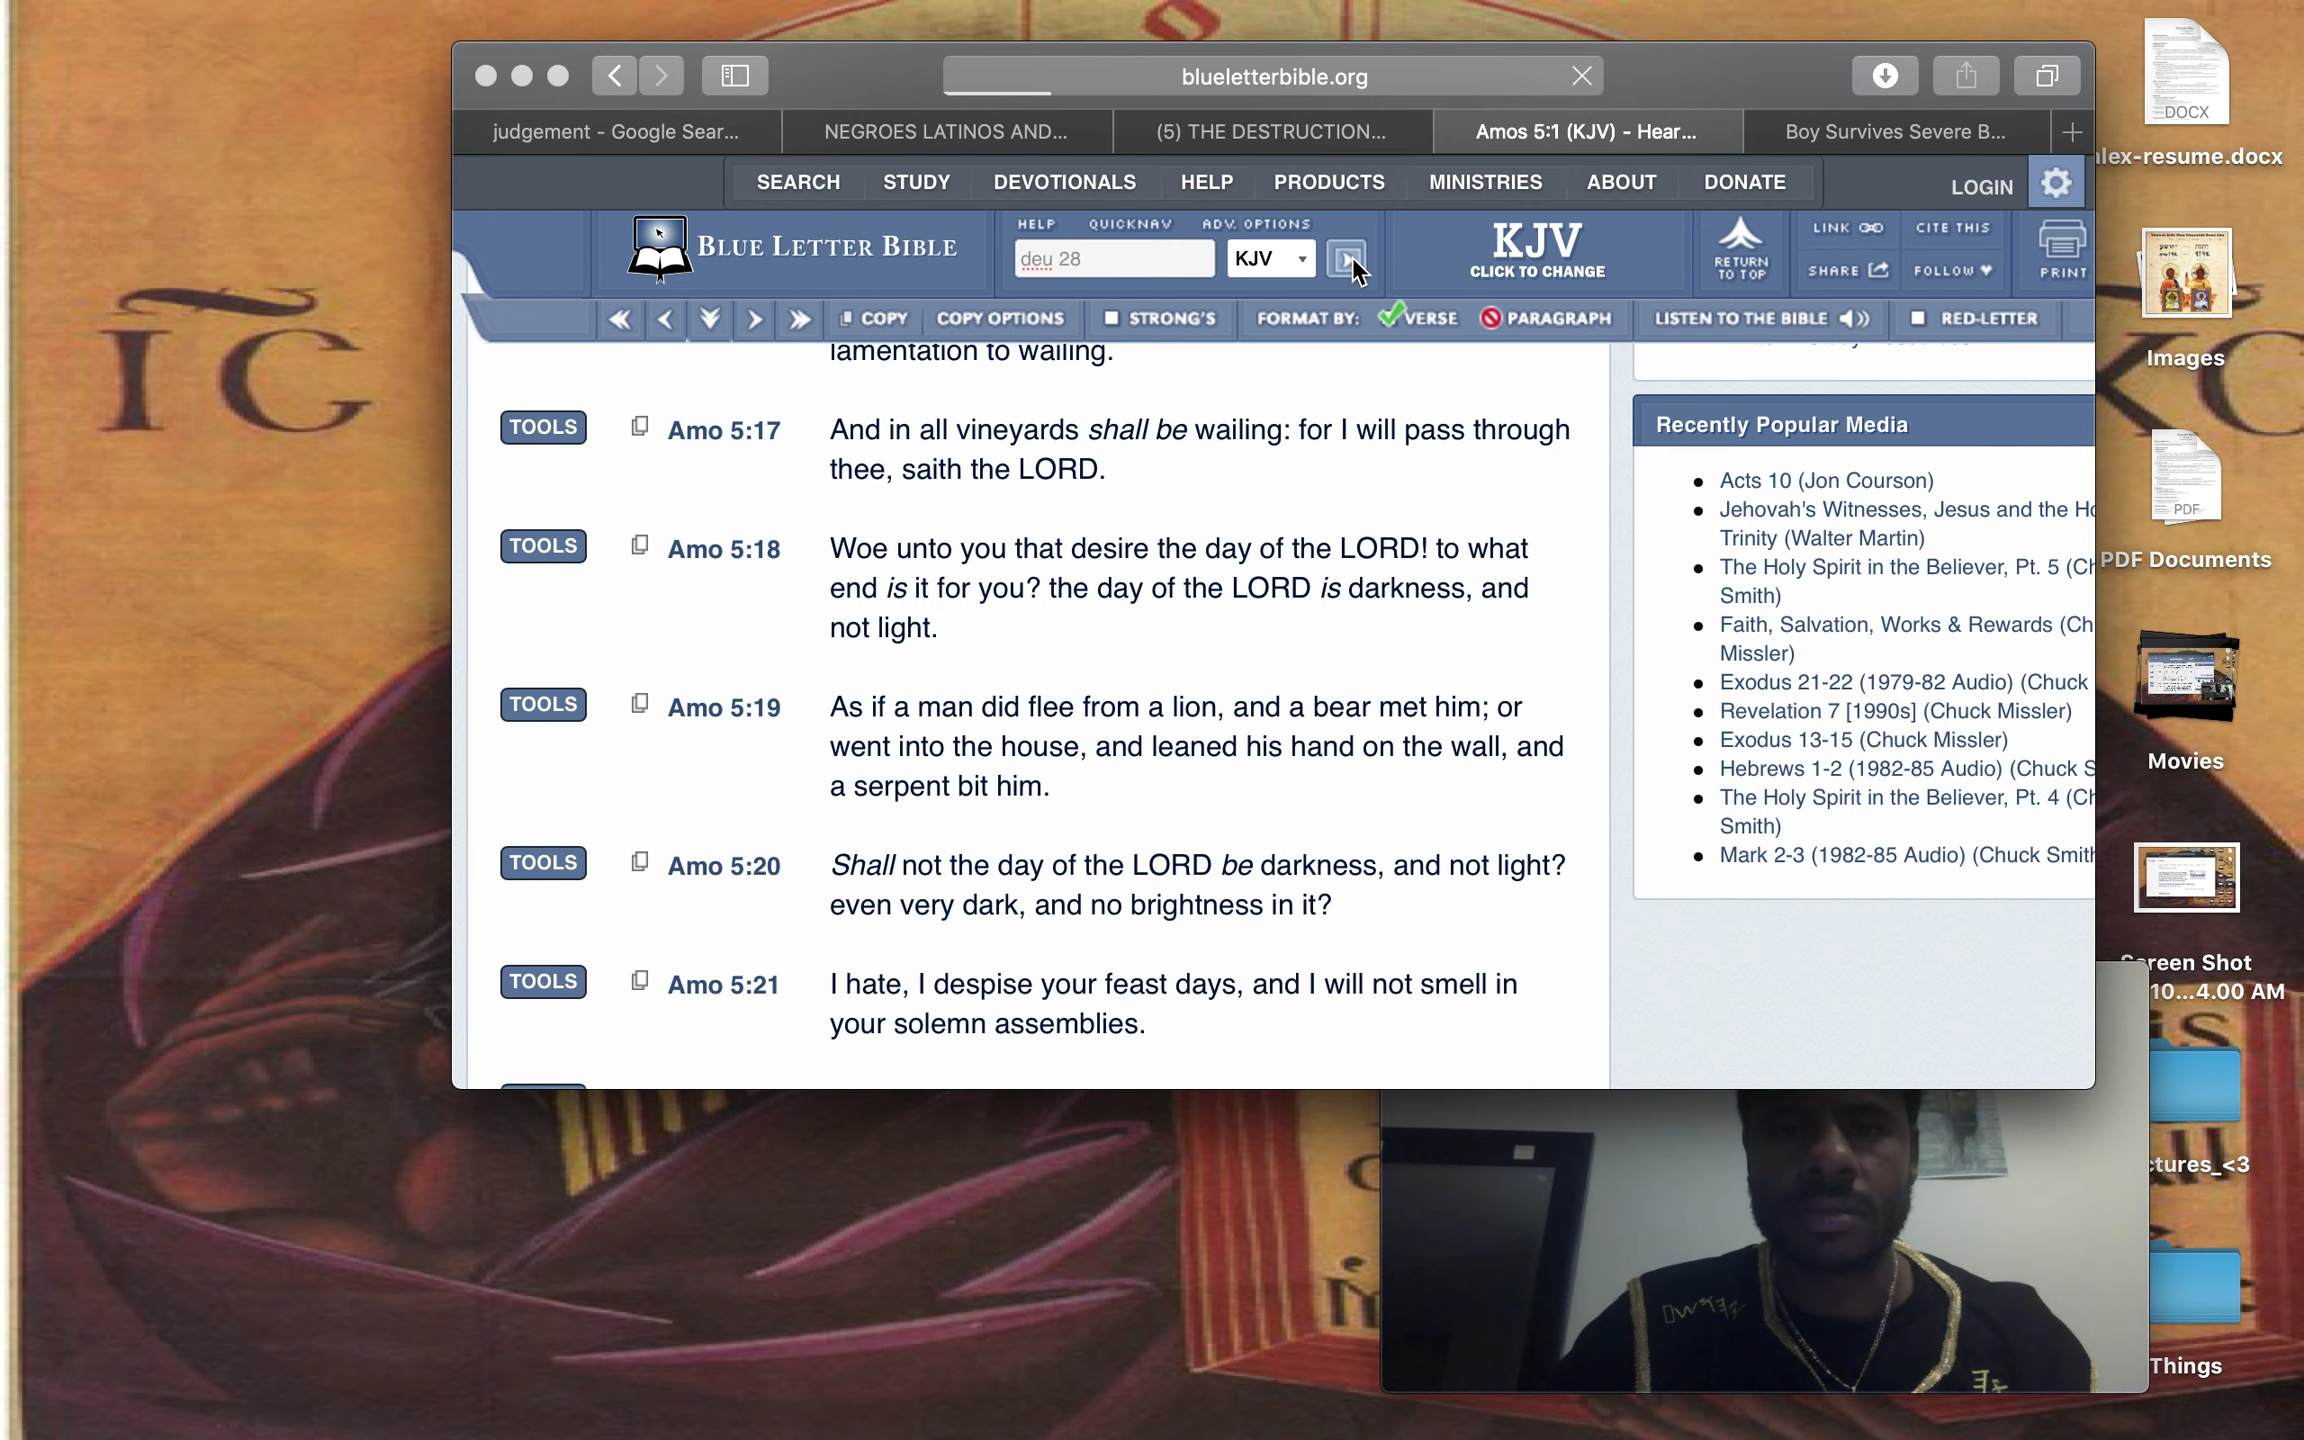 IC
blueletterbible.org
judgement - Google Sear...
NEGROES LATINOS AND...
(5) THE DESTRUCTION...
Amos 5:1 (KJV) - Hear...
Boy Survives Severe B...
SEARCH STUDY DEVOTIONALS HELP PRODUCTS MINISTRIES ABOUT DONATE
LOGIN
BLUE LETTER BIBLE
HELP QUICKNAV ADV. OPTIONS
deu 28
KJV
KJV
CLICK TO CHANGE
RETURN
TO TOP
LINK
CITE THIS
SHARE
FOLLOW
PRINT
COPY COPY OPTIONS STRONG'S FORMAT BY: VERSE PARAGRAPH LISTEN TO THE BIBLE RED-LETTER
lamentation to wailing.
TOOLS Amo 5:17 And in all vineyards shall be wailing: for I will pass through
thee, saith the LORD.
TOOLS Amo 5:18 Woe unto you that desire the day of the LORD! to what
end is it for you? the day of the LORD is darkness, and
not light.
TOOLS Amo 5:19 As if a man did flee from a lion, and a bear met him; or
went into the house, and leaned his hand on the wall, and
a serpent bit him.
TOOLS Amo 5:20 Shall not the day of the LORD be darkness, and not light?
even very dark, and no brightness in it?
TOOLS Amo 5:21 I hate, I despise your feast days, and I will not smell in
your solemn assemblies.
Recently Popular Media
Acts 10 (Jon Courson)
Jehovah's Witnesses, Jesus and the Ho
Trinity (Walter Martin)
The Holy Spirit in the Believer, Pt. 5 (Ch
Smith)
Faith, Salvation, Works & Rewards (Ch
Missler)
Exodus 21-22 (1979-82 Audio) (Chuck
Revelation 7 [1990s] (Chuck Missler)
Exodus 13-15 (Chuck Missler)
Hebrews 1-2 (1982-85 Audio) (Chuck S
The Holy Spirit in the Believer, Pt. 4 (Ch
Smith)
Mark 2-3 (1982-85 Audio) (Chuck Smith
DOCX
lex-resume.docx
Images
PDF
PDF Documents
Movies
Screen Shot
10...4.00 AM
ctures_<3
Things